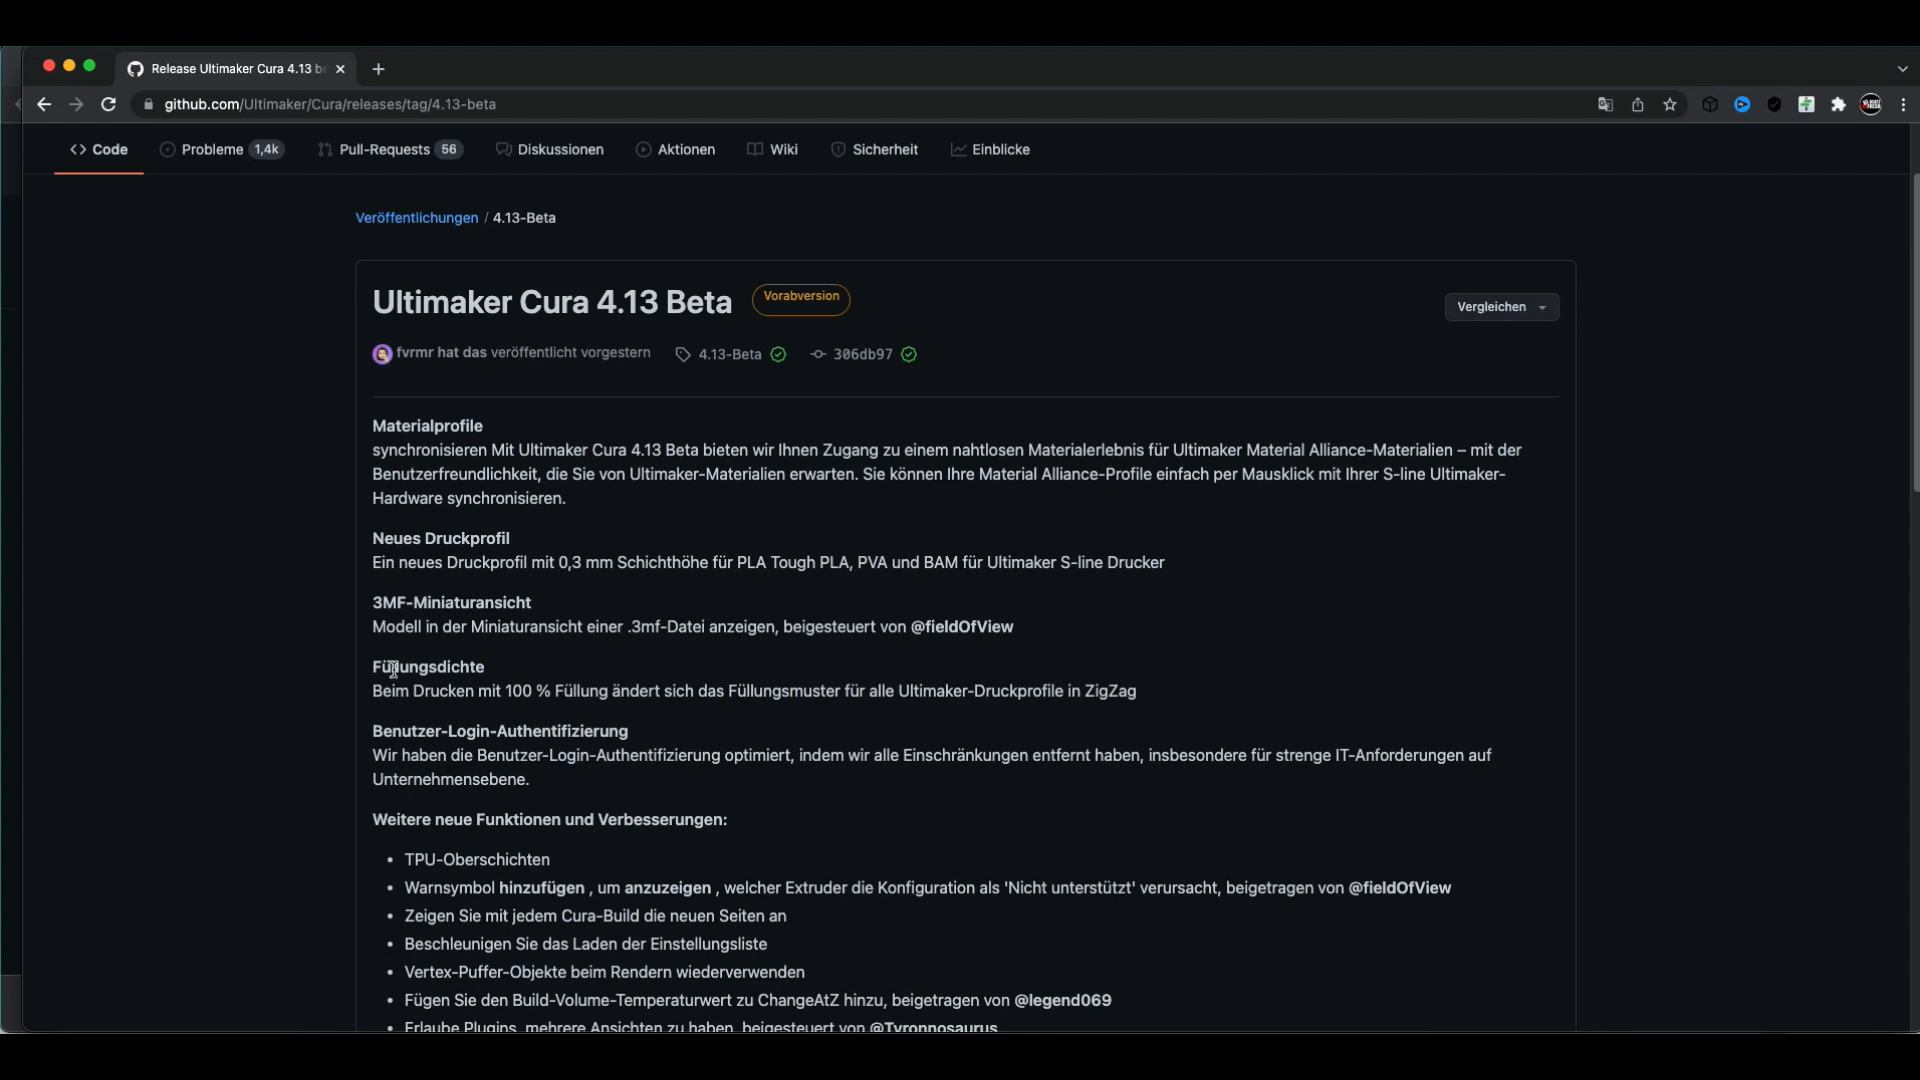 Release Ultimaker Cura 4.13 be
github.com/Ultimaker/Cura/releases/tag/4.13-beta
Code Probleme 1,4k Pull-Requests 56 Diskussionen Aktionen Wiki Sicherheit Einblicke
Veröffentlichungen / 4.13-Beta
Ultimaker Cura 4.13 Beta Vorabversion Vergleichen
fvrmr hat das veröffentlicht vorgestern 4.13-Beta 306db97
Materialprofile
synchronisieren Mit Ultimaker Cura 4.13 Beta bieten wir Ihnen Zugang zu einem nahtlosen Materialerlebnis für Ultimaker Material Alliance-Materialien – mit der
Benutzerfreundlichkeit, die Sie von Ultimaker-Materialien erwarten. Sie können Ihre Material Alliance-Profile einfach per Mausklick mit Ihrer S-line Ultimaker-
Hardware synchronisieren.
Neues Druckprofil
Ein neues Druckprofil mit 0,3 mm Schichthöhe für PLA Tough PLA, PVA und BAM für Ultimaker S-line Drucker
3MF-Miniaturansicht
Modell in der Miniaturansicht einer .3mf-Datei anzeigen, beigesteuert von @fieldOfView
Füllungsdichte
Beim Drucken mit 100 % Füllung ändert sich das Füllungsmuster für alle Ultimaker-Druckprofile in ZigZag
Benutzer-Login-Authentifizierung
Wir haben die Benutzer-Login-Authentifizierung optimiert, indem wir alle Einschränkungen entfernt haben, insbesondere für strenge IT-Anforderungen auf
Unternehmensebene.
Weitere neue Funktionen und Verbesserungen:
• TPU-Oberschichten
• Warnsymbol hinzufügen , um anzuzeigen , welcher Extruder die Konfiguration als 'Nicht unterstützt' verursacht, beigetragen von @fieldOfView
• Zeigen Sie mit jedem Cura-Build die neuen Seiten an
• Beschleunigen Sie das Laden der Einstellungsliste
• Vertex-Puffer-Objekte beim Rendern wiederverwenden
• Fügen Sie den Build-Volume-Temperaturwert zu ChangeAtZ hinzu, beigetragen von @legend069
• Erlaube Plugins, mehrere Ansichten zu haben, beigesteuert von @Tyronnosaurus